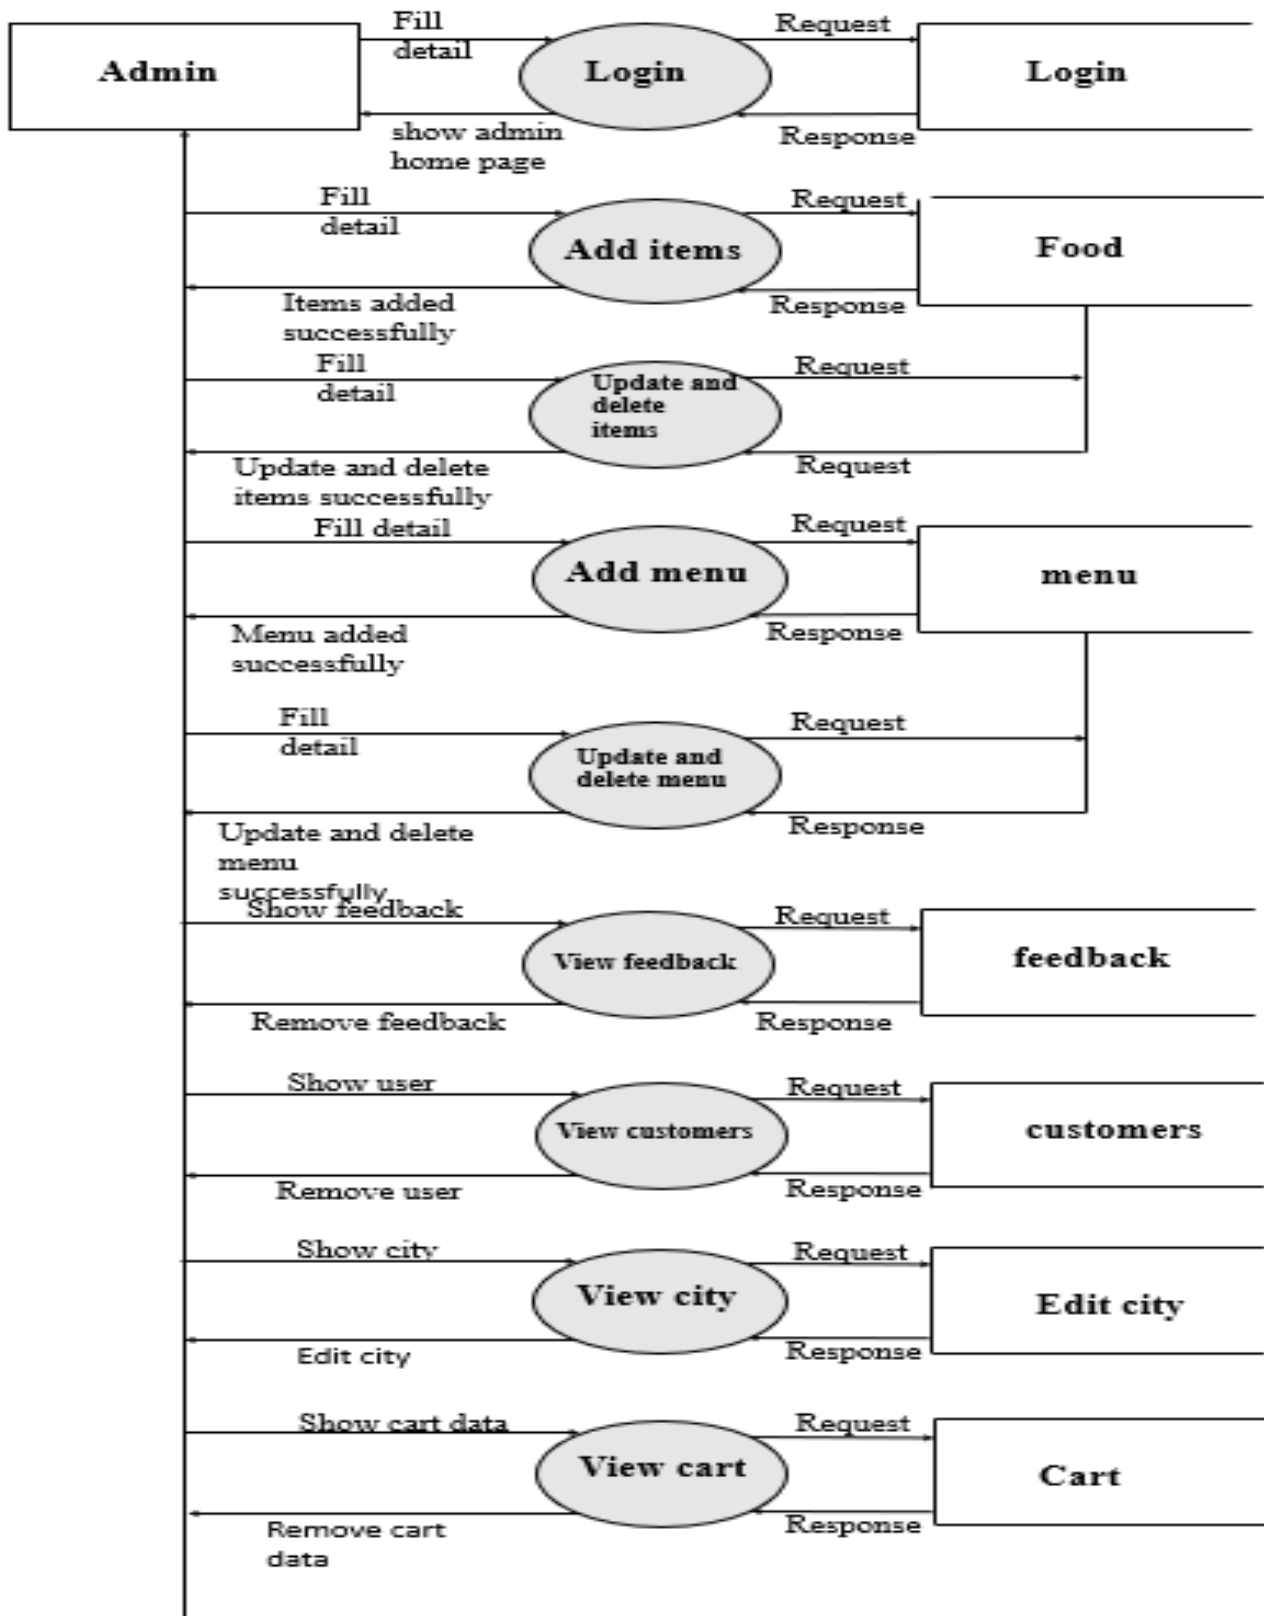 Fill
detail
Request
Admin
Login
Login
show admin
home page
Response
Fill
detail
Request
Add items
Food
Items added
successfully
Response
Fill
detail
Request
Update and
delete
items
Update and delete
items successfully
Request
Fill detail
Request
Add menu
menu
Menu added
successfully
Response
Fill
detail
Request
Update and
delete menu
Update and delete
menu
successfully
Response
Show feedback
Request
View feedback
feedback
Remove feedback
Response
Show user
Request
View customers
customers
Remove user
Response
Show city
Request
View city
Edit city
Edit city
Response
Show cart data
Request
View cart
Cart
Remove cart
data
Response